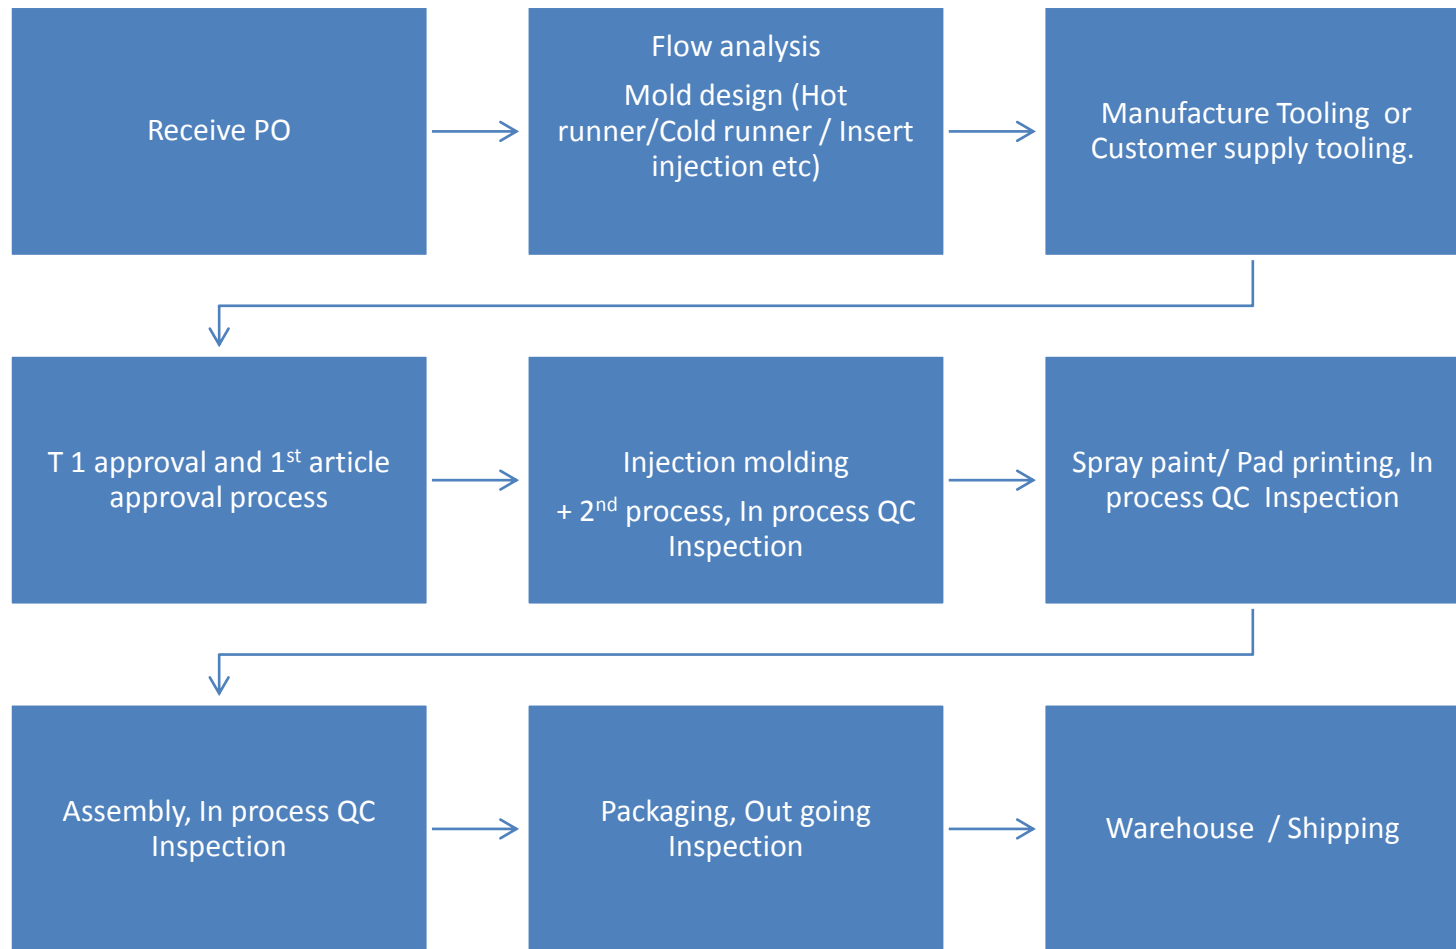 Receive PO
Flow analysis
Mold design (Hot
runner/Cold runner / Insert
injection etc)
Manufacture Tooling  or
Customer supply tooling.
T 1 approval and 1st article
approval process
Injection molding
+ 2nd process, In process QC
Inspection
Spray paint/ Pad printing, In
process QC  Inspection
Assembly, In process QC
Inspection
Packaging, Out going
Inspection
Warehouse  / Shipping